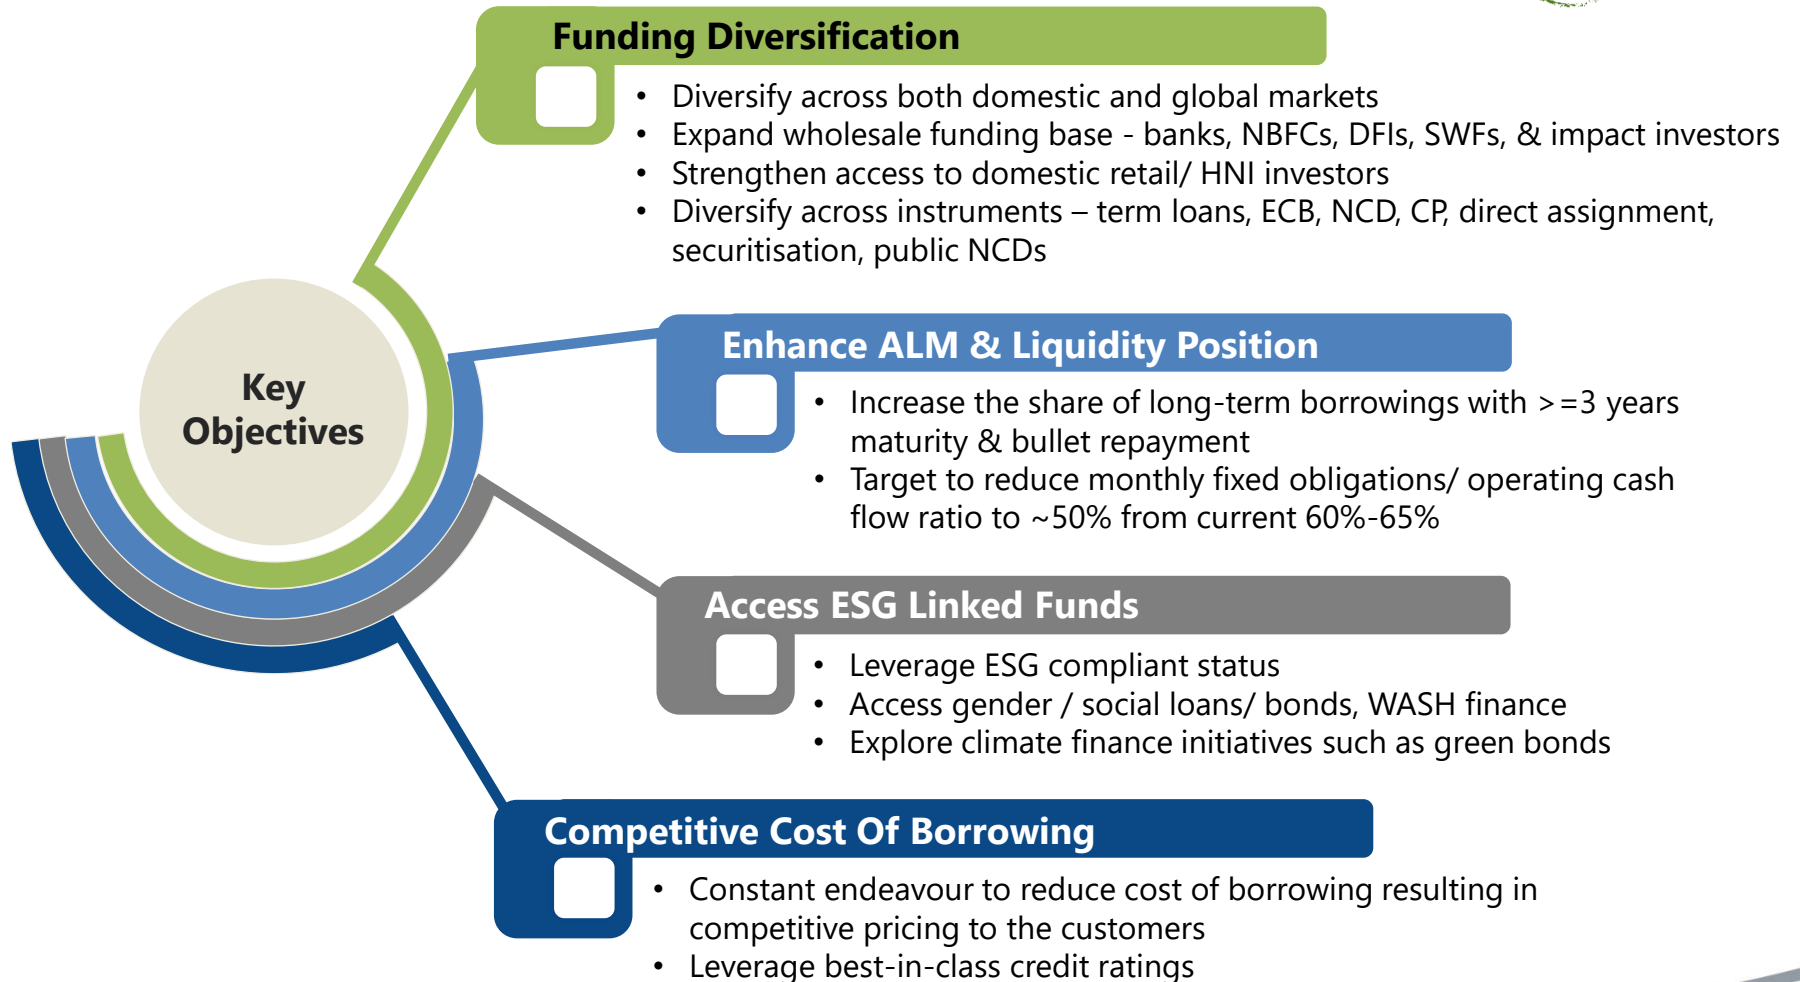 Funding Diversification
• Diversify across both domestic and global markets
• Expand wholesale funding base - banks, NBFCs, DFIs, SWFs, & impact investors
• Strengthen access to domestic retail/ HNI investors
• Diversify across instruments – term loans, ECB, NCD, CP, direct assignment,
securitisation, public NCDs
Key
Objectives
Enhance ALM & Liquidity Position
• Increase the share of long-term borrowings with >=3 years
maturity & bullet repayment
• Target to reduce monthly fixed obligations/ operating cash
flow ratio to ~50% from current 60%-65%
Access ESG Linked Funds
• Leverage ESG compliant status
• Access gender / social loans/ bonds, WASH finance
• Explore climate finance initiatives such as green bonds
Competitive Cost Of Borrowing
• Constant endeavour to reduce cost of borrowing resulting in
competitive pricing to the customers
• Leverage best-in-class credit ratings